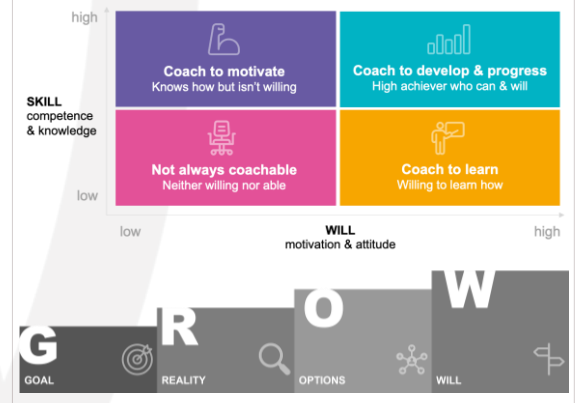 high
Coach to motivate
Knows how but isn't willing
Coach to develop & progress
High achiever who can & will
SKILL
competence
& knowledge
Not always coachable
Neither willing nor able
Coach to learn
Willing to learn how
low
low
WILL
motivation & attitude
high
G
GOAL
R
REALITY
O
OPTIONS
W
WILL